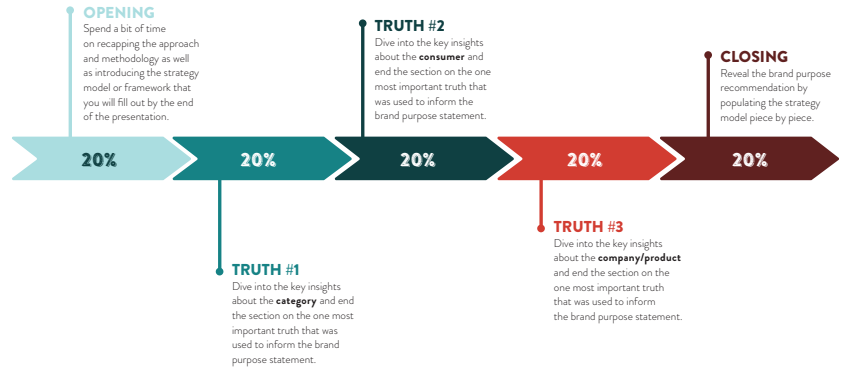 OPENING
Spend a bit of time
on recapping the approach
and methodology as well
as introducing the strategy
model or framework that
you will fill out by the end
of the presentation.
TRUTH #2
Dive into the key insights
about the consumer and
end the section on the one
most important truth that
was used to inform the
brand purpose statement.
CLOSING
Reveal the brand purpose
recommendation by
populating the strategy
model piece by piece.
20%
20%
20%
20%
20%
TRUTH #1
Dive into the key insights
about the category and end
the section on the one most
important truth that was
used to inform the brand
purpose statement.
TRUTH #3
Dive into the key insights
about the company/product
and end the section on the
one most important truth
that was used to inform
the brand purpose statement.